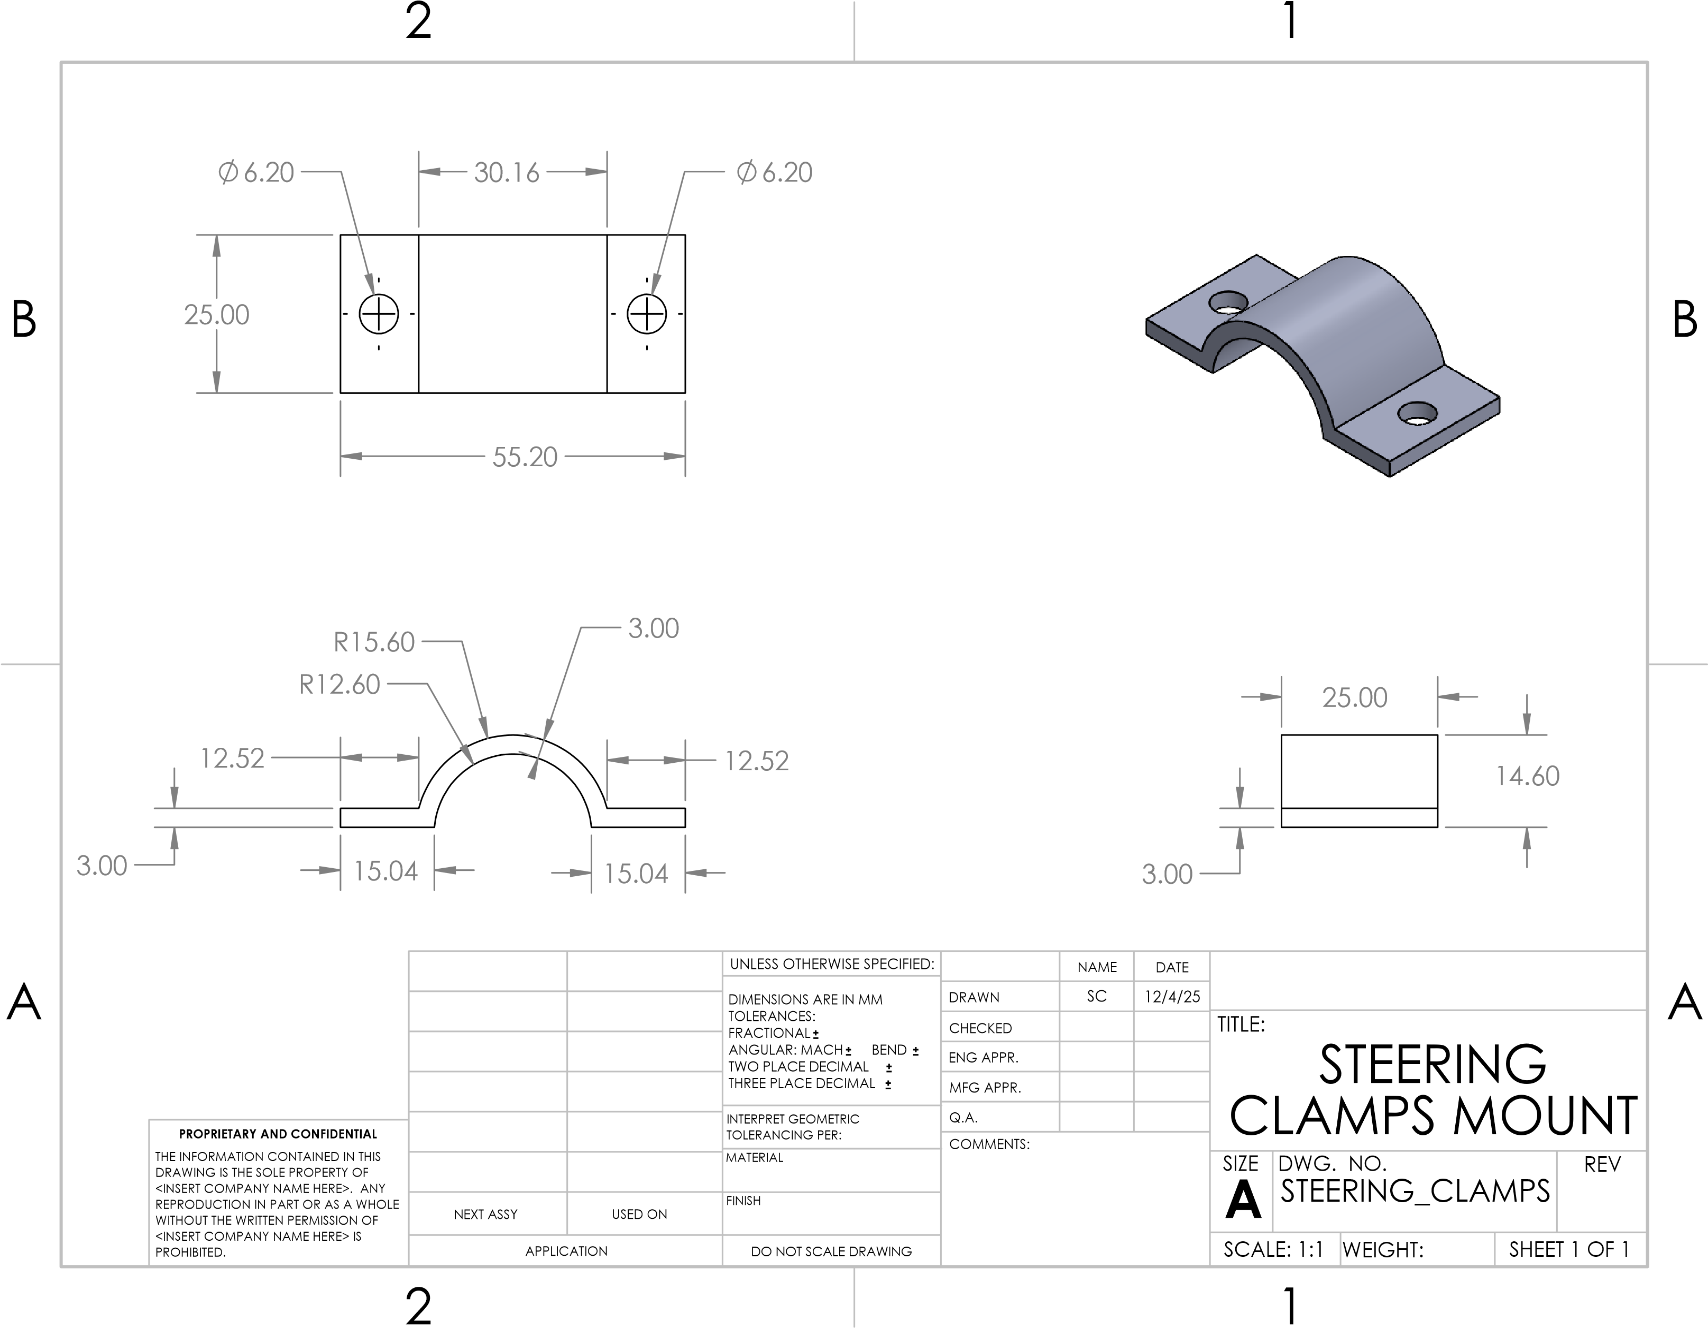 2
1
B
B
A
A
2
1
⌀6.20
30.16
⌀6.20
25.00
55.20
R15.60
3.00
R12.60
12.52
12.52
3.00
15.04
15.04
25.00
14.60
3.00
UNLESS OTHERWISE SPECIFIED:
DIMENSIONS ARE IN MM
TOLERANCES:
FRACTIONAL±
ANGULAR: MACH± BEND ±
TWO PLACE DECIMAL ±
THREE PLACE DECIMAL ±
INTERPRET GEOMETRIC
TOLERANCING PER:
MATERIAL
FINISH
DO NOT SCALE DRAWING
NAME DATE
DRAWN SC 12/4/25
CHECKED
ENG APPR.
MFG APPR.
Q.A.
COMMENTS:
TITLE:
STEERING
CLAMPS MOUNT
SIZE DWG. NO. REV
A STEERING_CLAMPS
SCALE: 1:1 WEIGHT: SHEET 1 OF 1
PROPRIETARY AND CONFIDENTIAL
THE INFORMATION CONTAINED IN THIS
DRAWING IS THE SOLE PROPERTY OF
<INSERT COMPANY NAME HERE>. ANY
REPRODUCTION IN PART OR AS A WHOLE
WITHOUT THE WRITTEN PERMISSION OF
<INSERT COMPANY NAME HERE> IS
PROHIBITED.
NEXT ASSY USED ON
APPLICATION